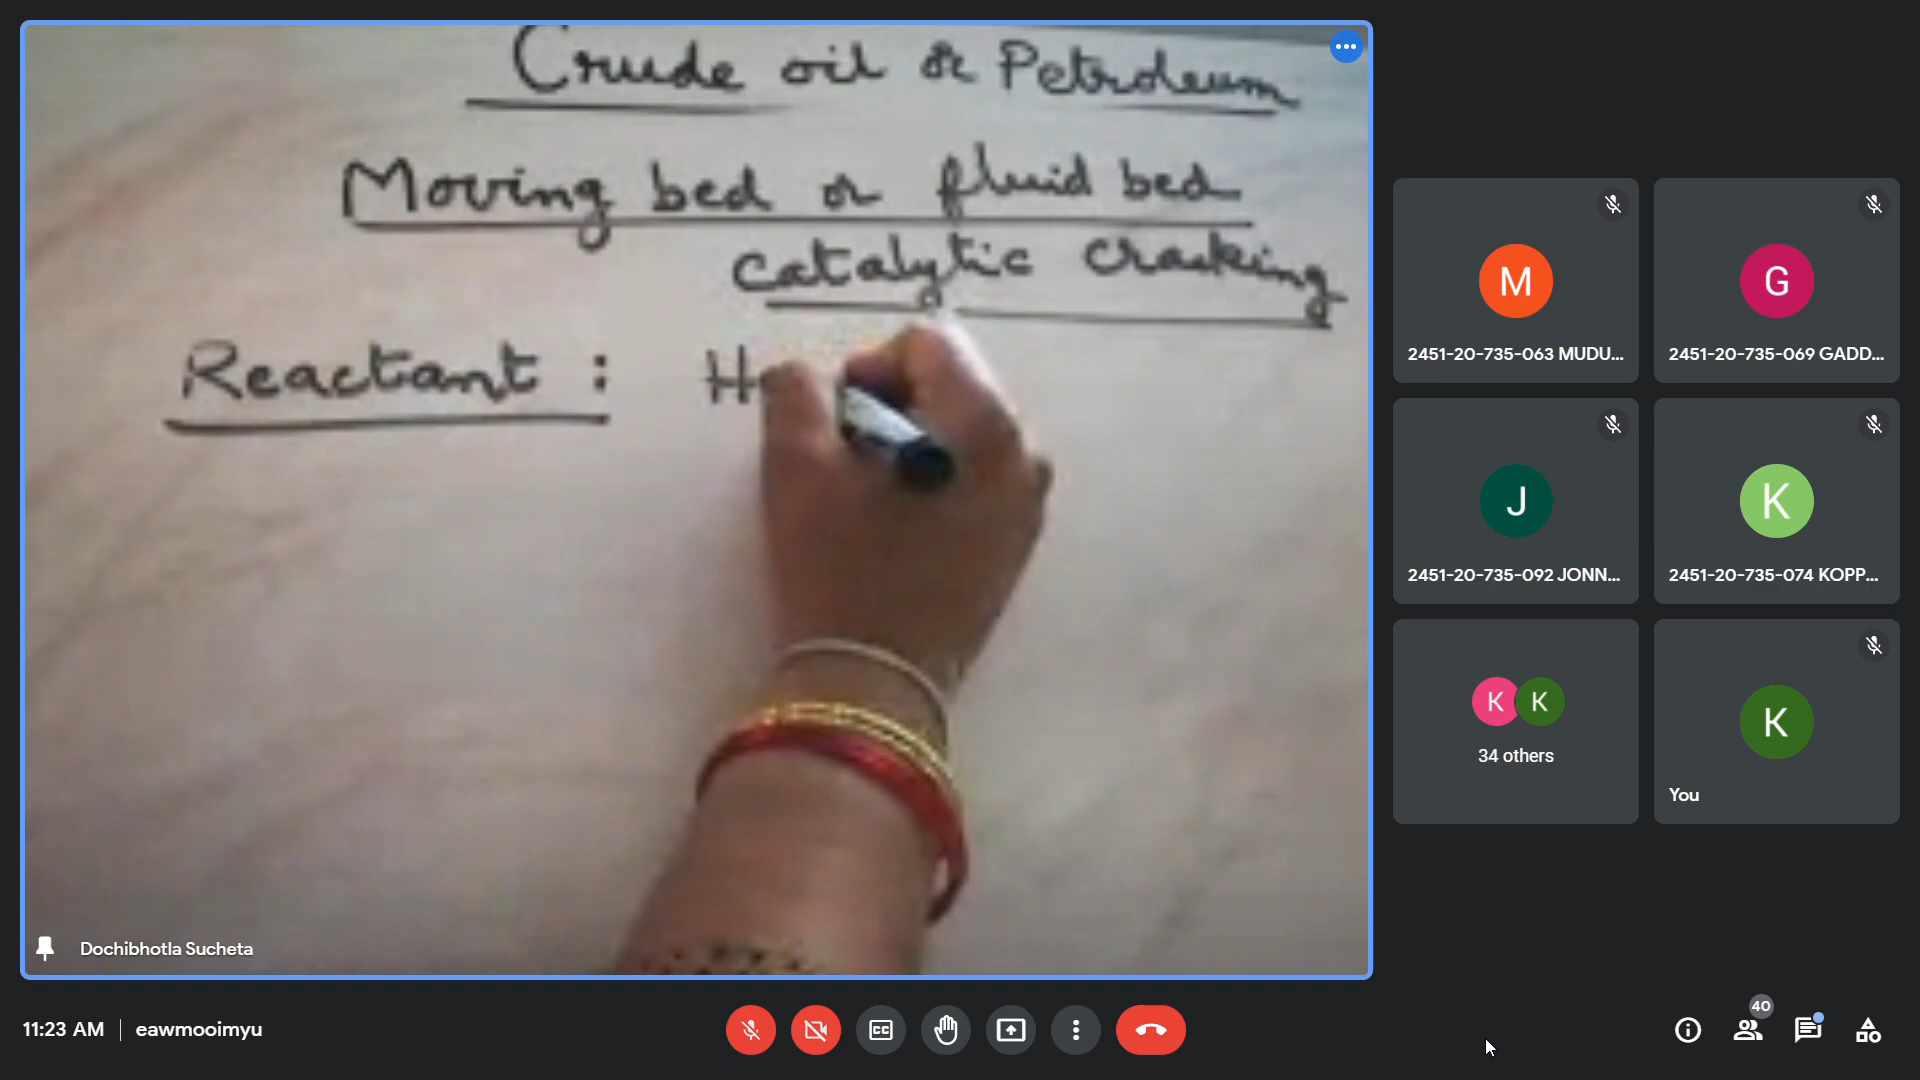 Crude oil or Petroleum
Moving bed or fluid bed
catalytic cracking
Reactant :
Dochibhotla Sucheta
M
2451-20-735-063 MUDU...
G
2451-20-735-069 GADD...
J
2451-20-735-092 JONN...
K
2451-20-735-074 KOPP...
K K
34 others
K
You
11:23 AM | eawmooimyu
CC
40